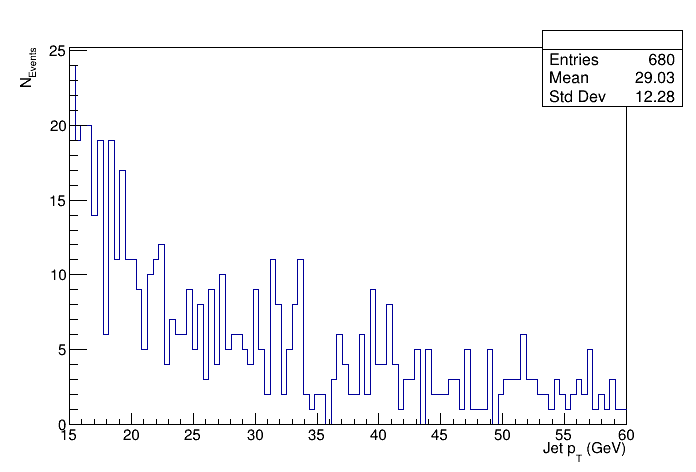 N_Events
25
20
15
10
5
0
15 20 25 30 35 40 45 50 55 60
Jet p_T (GeV)
Entries 680
Mean 29.03
Std Dev 12.28